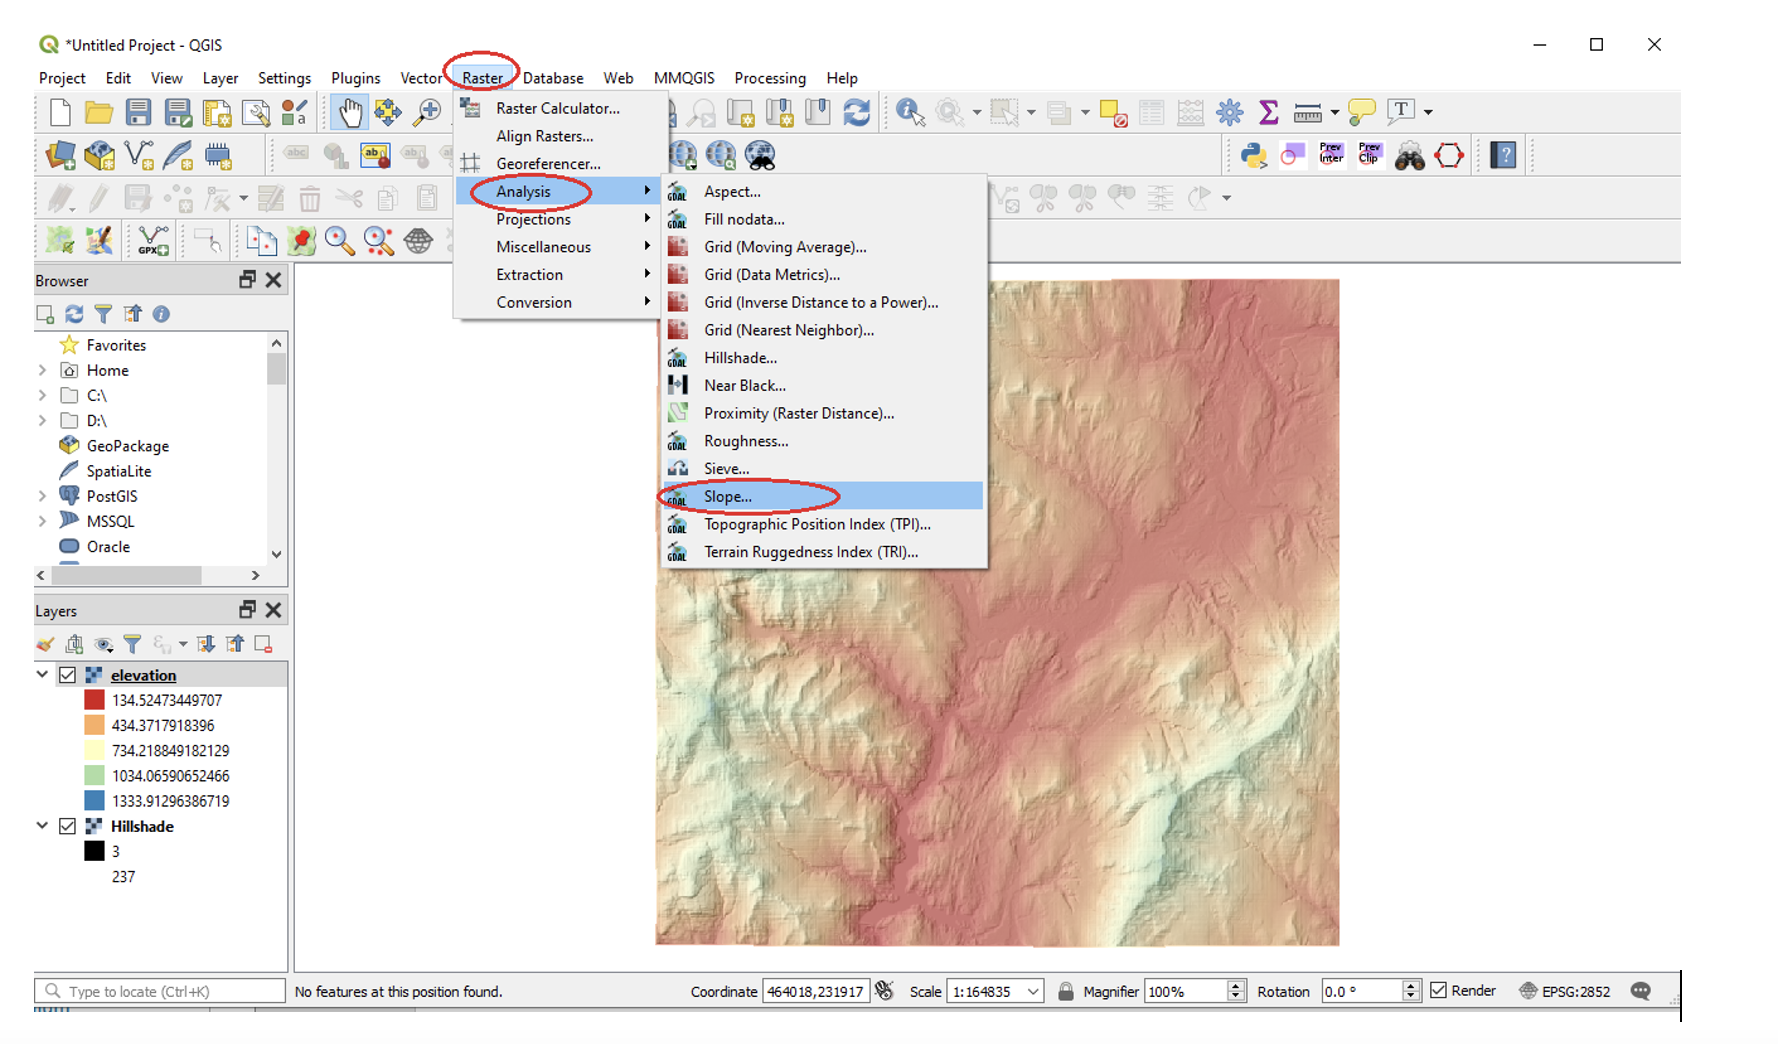 *Untitled Project - QGIS
Project Edit View Layer Settings Plugins Vector Raster Database Web MMQGIS Processing Help
Raster Calculator...
Align Rasters...
Georeferencer...
Analysis
Projections
Miscellaneous
Extraction
Conversion
Aspect...
Fill nodata...
Grid (Moving Average)...
Grid (Data Metrics)...
Grid (Inverse Distance to a Power)...
Grid (Nearest Neighbor)...
Hillshade...
Near Black...
Proximity (Raster Distance)...
Roughness...
Sieve...
Slope...
Topographic Position Index (TPI)...
Terrain Ruggedness Index (TRI)...
Browser
Favorites
Home
C:\
D:\
GeoPackage
SpatiaLite
PostGIS
MSSQL
Oracle
Layers
elevation
134.52473449707
434.3717918396
734.218849182129
1034.06590652466
1333.91296386719
Hillshade
3
237
Type to locate (Ctrl+K) No features at this position found. Coordinate 464018,231917 Scale 1:164835 Magnifier 100% Rotation 0.0 ° Render EPSG:2852